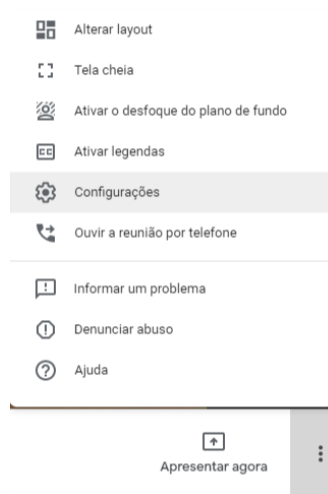 Alterar layout
Tela cheia
Ativar o desfoque do plano de fundo
CC Ativar legendas
Configurações
Ouvir a reunião por telefone
Informar um problema
Denunciar abuso
Ajuda
Apresentar agora